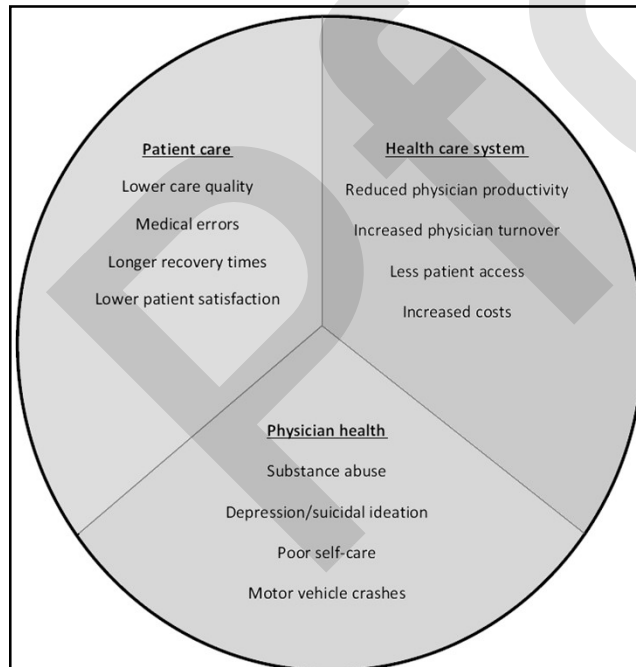 Patient care
Lower care quality
Medical errors
Longer recovery times
Lower patient satisfaction
Health care system
Reduced physician productivity
Increased physician turnover
Less patient access
Increased costs
Physician health
Substance abuse
Depression/suicidal ideation
Poor self-care
Motor vehicle crashes